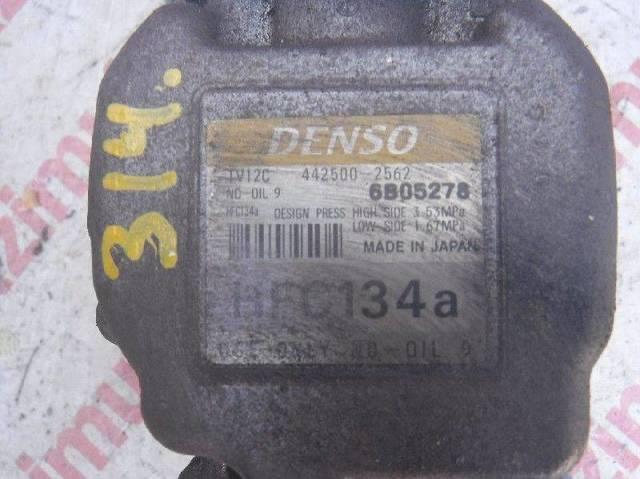 314.
DENSO
TV12C 442500-2562
ND-OIL 9 6B05278
HFC134a DESIGN PRESS HIGH SIDE 3.53MPa
LOW SIDE 1.67MPa
MADE IN JAPAN
HFC134a
USE ONLY ND-OIL 9